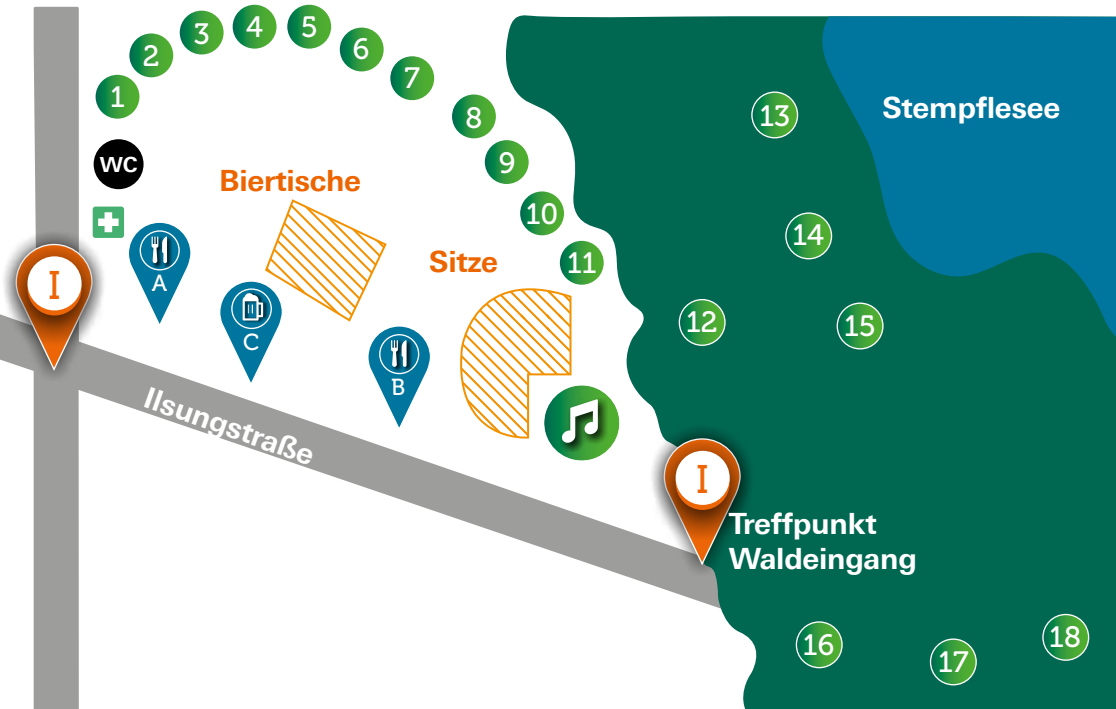 1
2
3
4
5
6
7
8
9
10
11
12
13
14
15
16
17
18
WC
Biertische
Sitze
Stempflesee
A
C
B
I
I
Ilsungstraße
Treffpunkt
Waldeingang